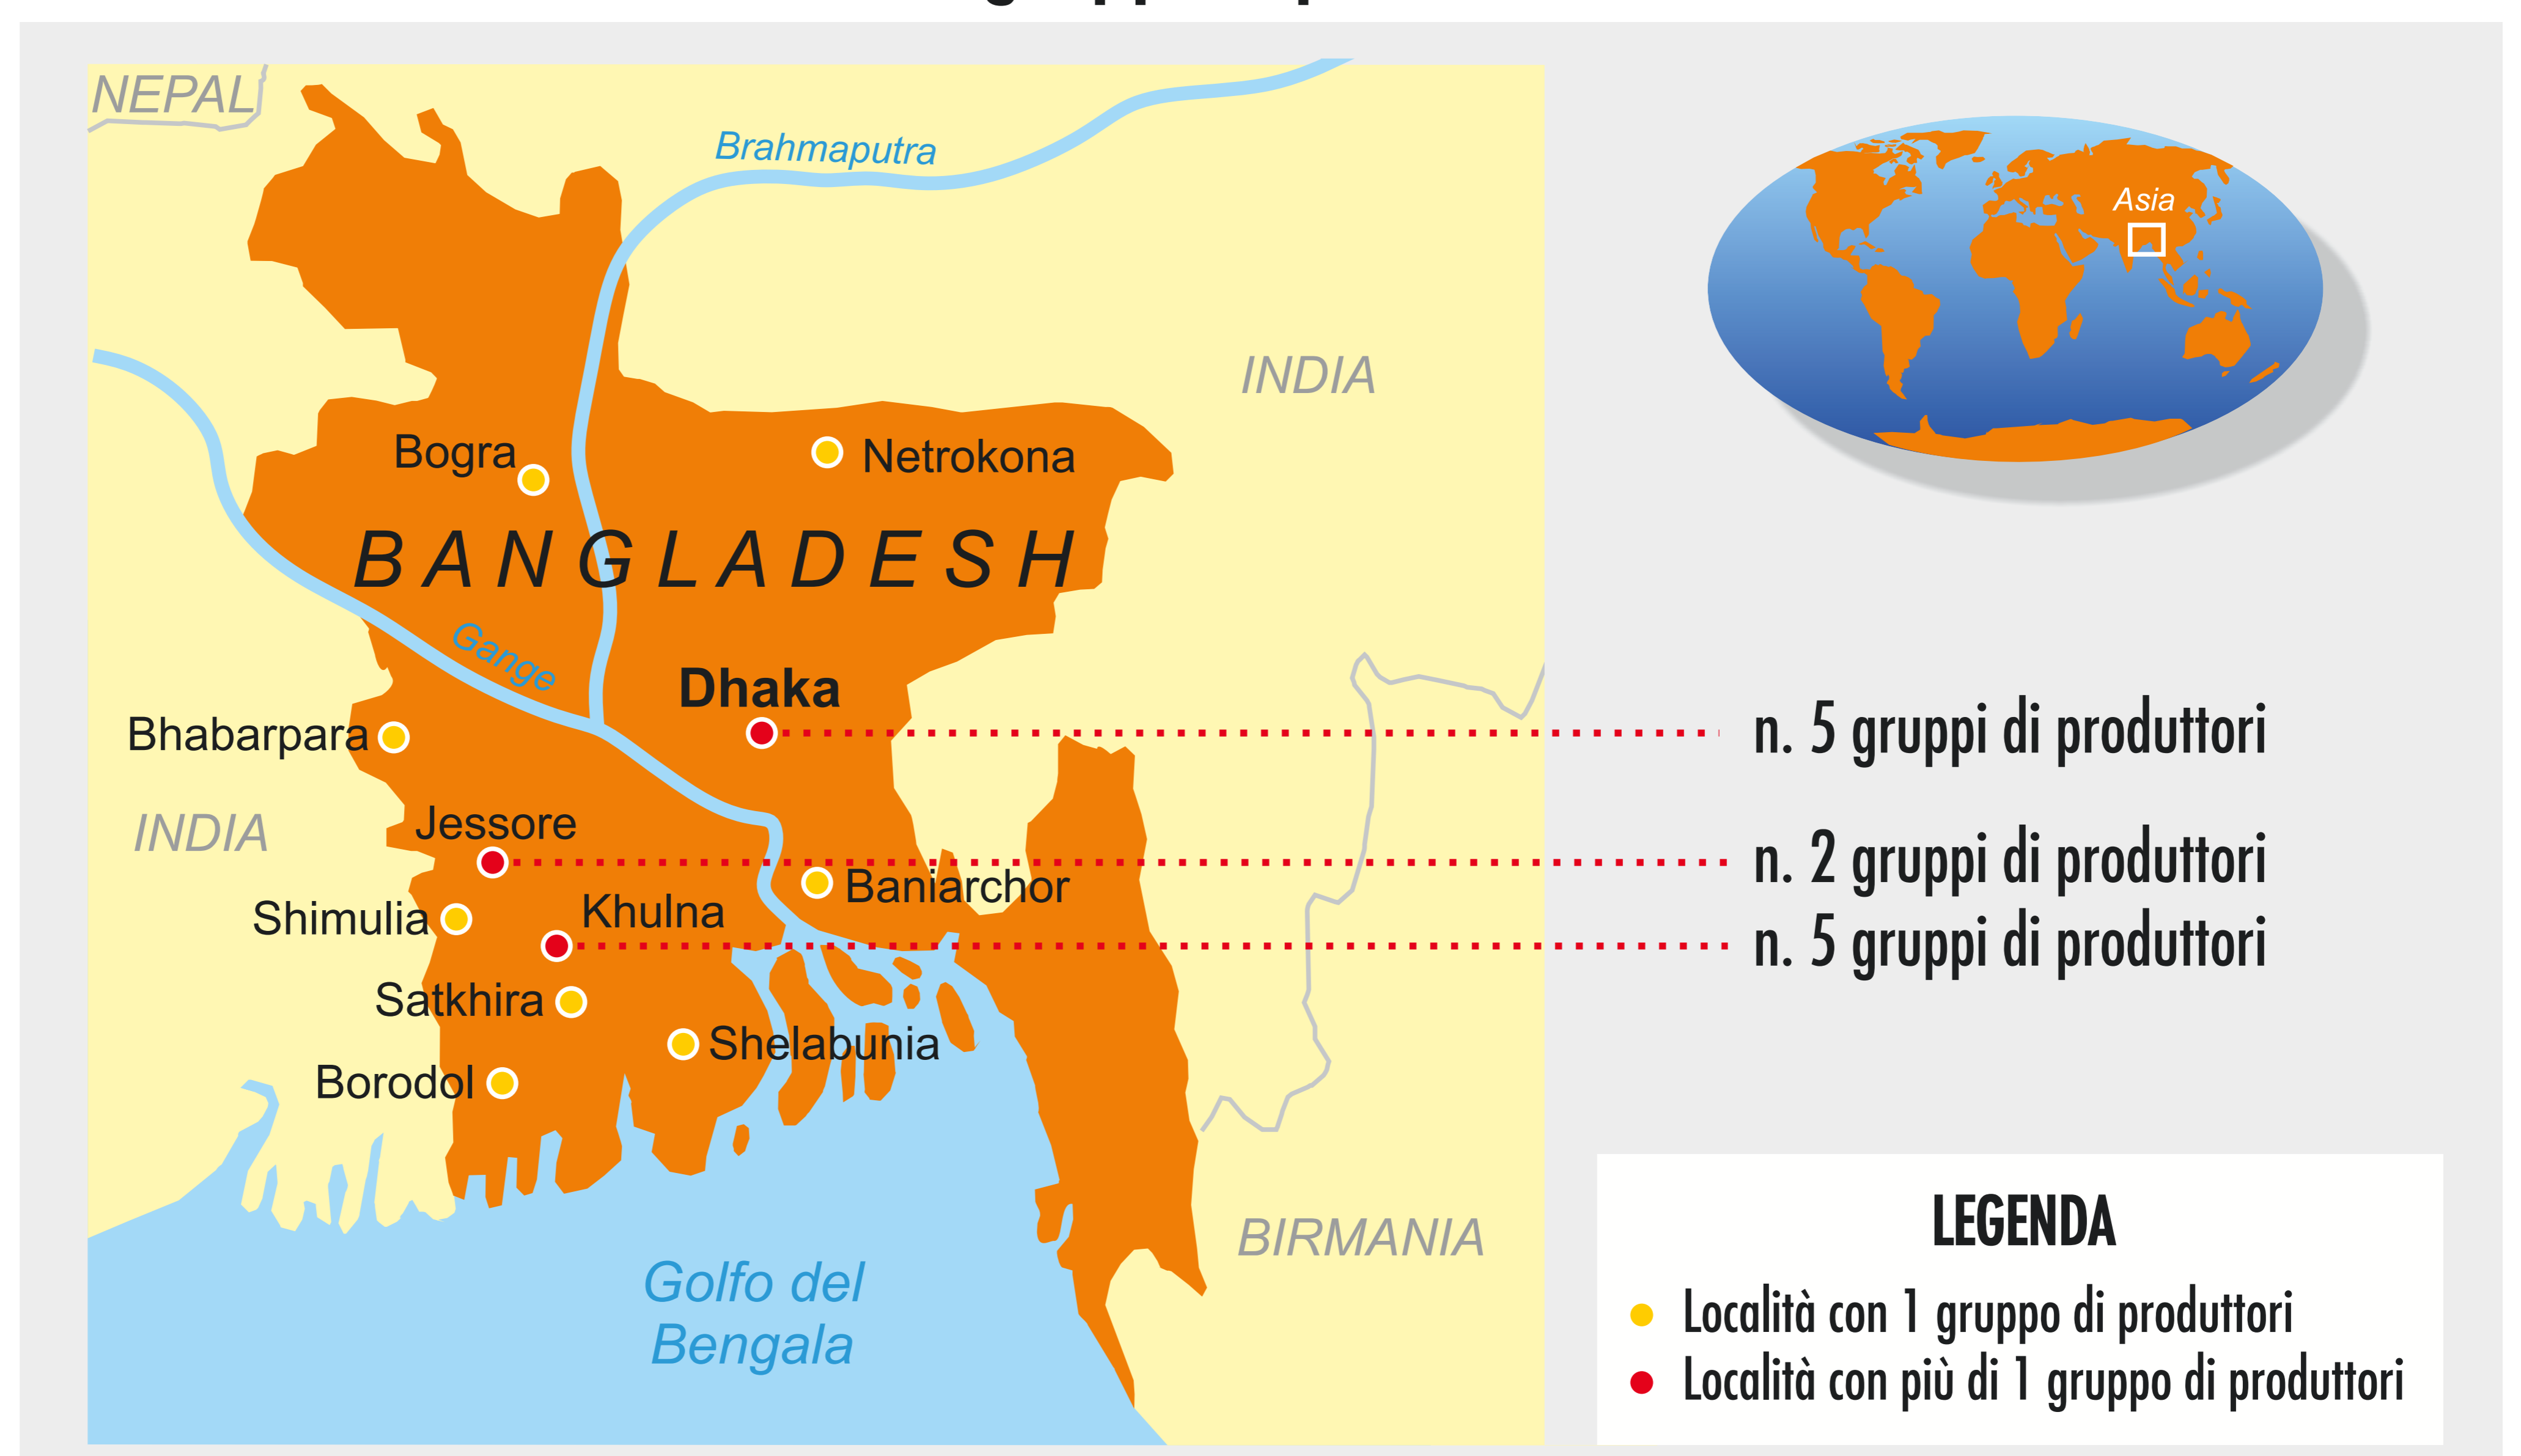 NEPAL
Brahmaputra
Asia
INDIA
Bogra
Netrokona
BANGLADESH
Gange
Dhaka
n. 5 gruppi di produttori
Bhabarpara
INDIA
Jessore
n. 2 gruppi di produttori
Baniarchor
Shimulia
Khulna
n. 5 gruppi di produttori
Satkhira
Shelabunia
Borodol
BIRMANIA
Golfo del
Bengala
LEGENDA
Località con 1 gruppo di produttori
Località con più di 1 gruppo di produttori